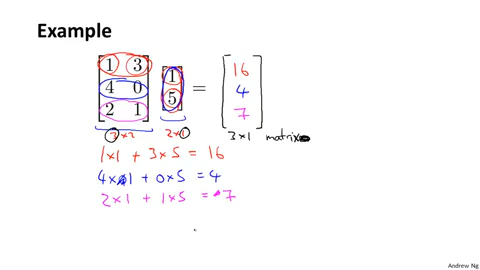 Example
1 3 1 16
4 0 5 = 4
2 1 7
3x2 2x1 3x1 matrix
1x1 + 3x5 = 16
4x1 + 0x5 = 4
2x1 + 1x5 = 7
Andrew Ng